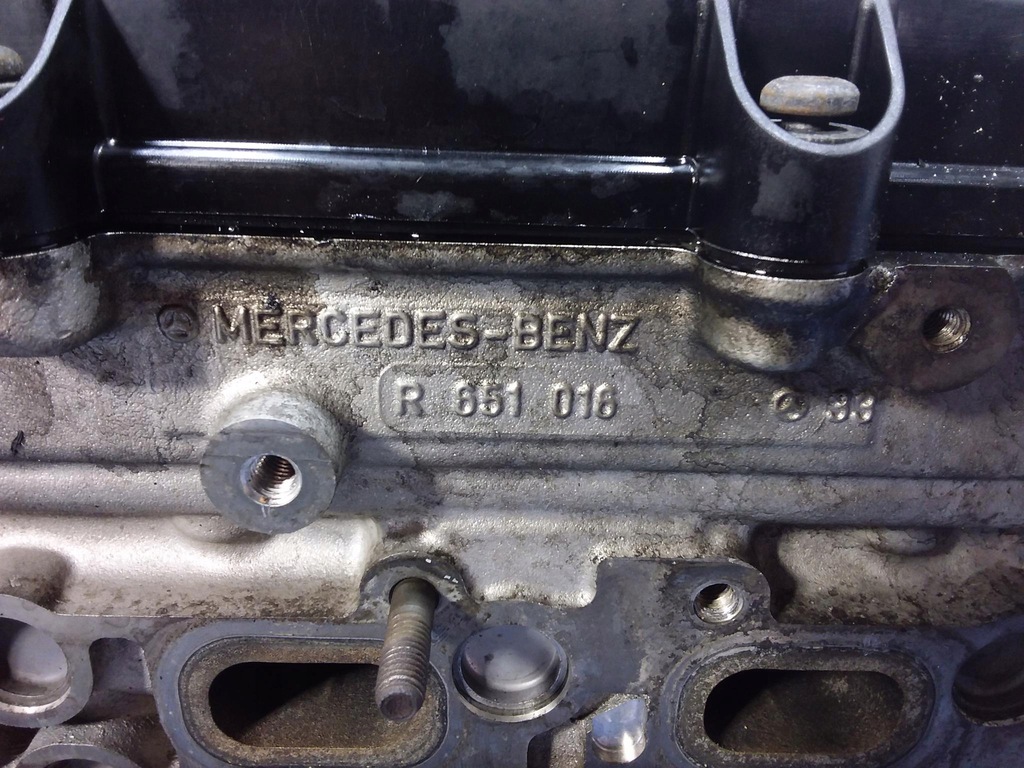 MERCEDES-BENZ
R 651 016